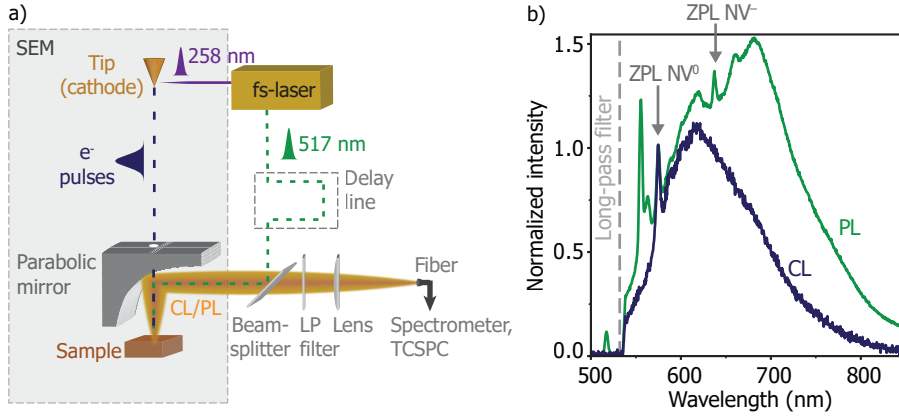 a)
SEM
Tip
(cathode)
258 nm
fs-laser
517 nm
e⁻
pulses
Delay
line
Parabolic
mirror
CL/PL
Fiber
Beam-
splitter
LP
filter
Lens
Spectrometer,
TCSPC
Sample
b)
ZPL NV⁻
ZPL NV⁰
Long-pass filter
PL
CL
Normalized intensity
1.5
1.0
0.5
0.0
500 600 700 800
Wavelength (nm)